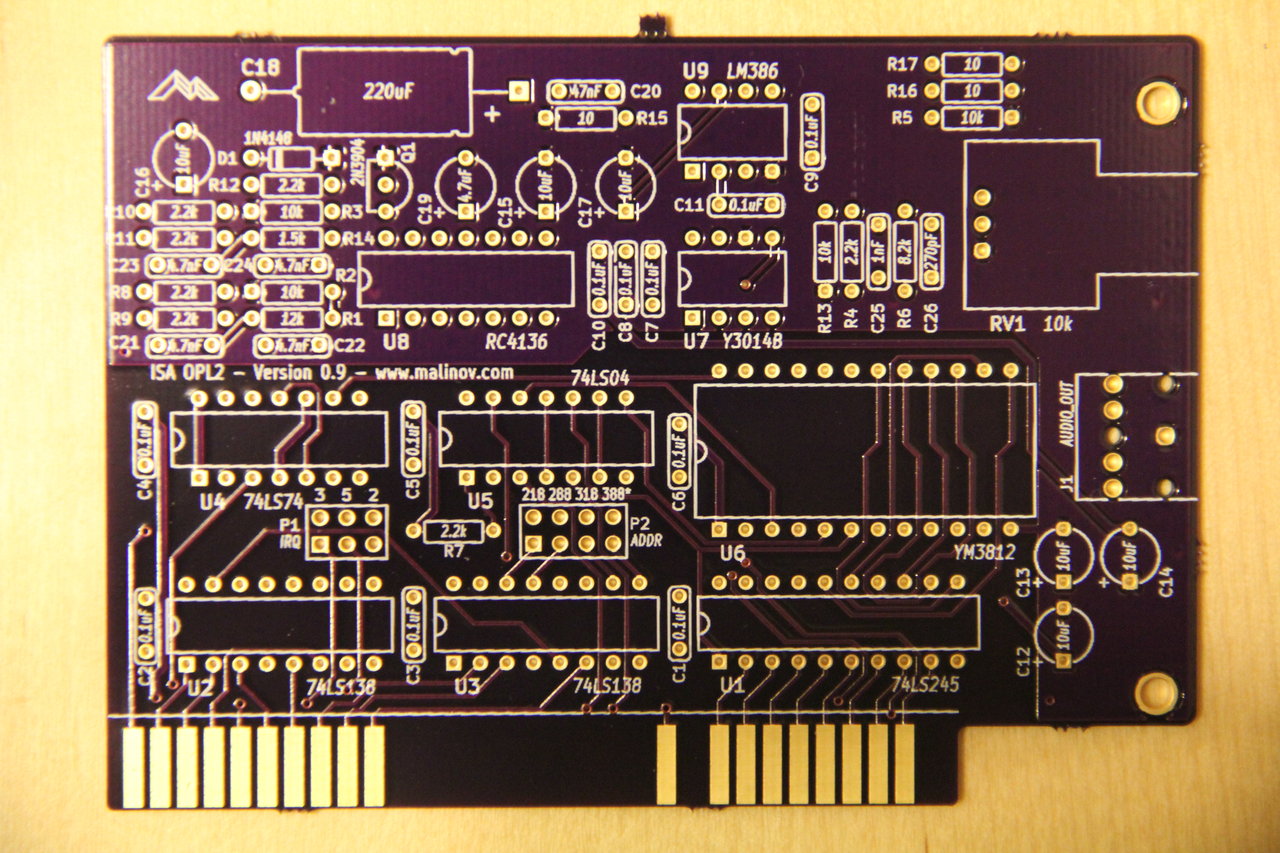 C18
220uF
+
47nF
C20
10
R15
U9
LM386
0.1uF
C9
R17
10
R16
10
R5
10k
1N4148
D1
2N3904
Q1
C16
+
10uF
R12
2.2k
R10
2.2k
10k
R3
R11
2.2k
1.5k
R14
C23
4.7nF
C24
4.7nF
R8
2.2k
10k
R2
R9
2.2k
12k
R1
C21
4.7nF
4.7nF
C22
C19
+
4.7uF
C15
+
10uF
C17
+
10uF
C11
0.1uF
U8
RC4136
C10
0.1uF
C8
0.1uF
C7
0.1uF
U7
Y3014B
10k
R13
2.2k
R4
1nF
C25
8.2k
R6
270pF
C26
RV1 10k
ISA OPL2 - Version 0.9 - www.malinov.com
74LS04
0.1uF
C4
U4
74LS74
0.1uF
C5
U5
0.1uF
C6
U6
YM3812
AUDIO_OUT
J1
3 5 2
P1
IRQ
2.2k
R7
218 288 318 388*
P2
ADDR
C13
+
10uF
+
10uF
C14
C12
+
10uF
0.1uF
C2
U2
74LS138
0.1uF
C3
U3
74LS138
0.1uF
C1
U1
74LS245